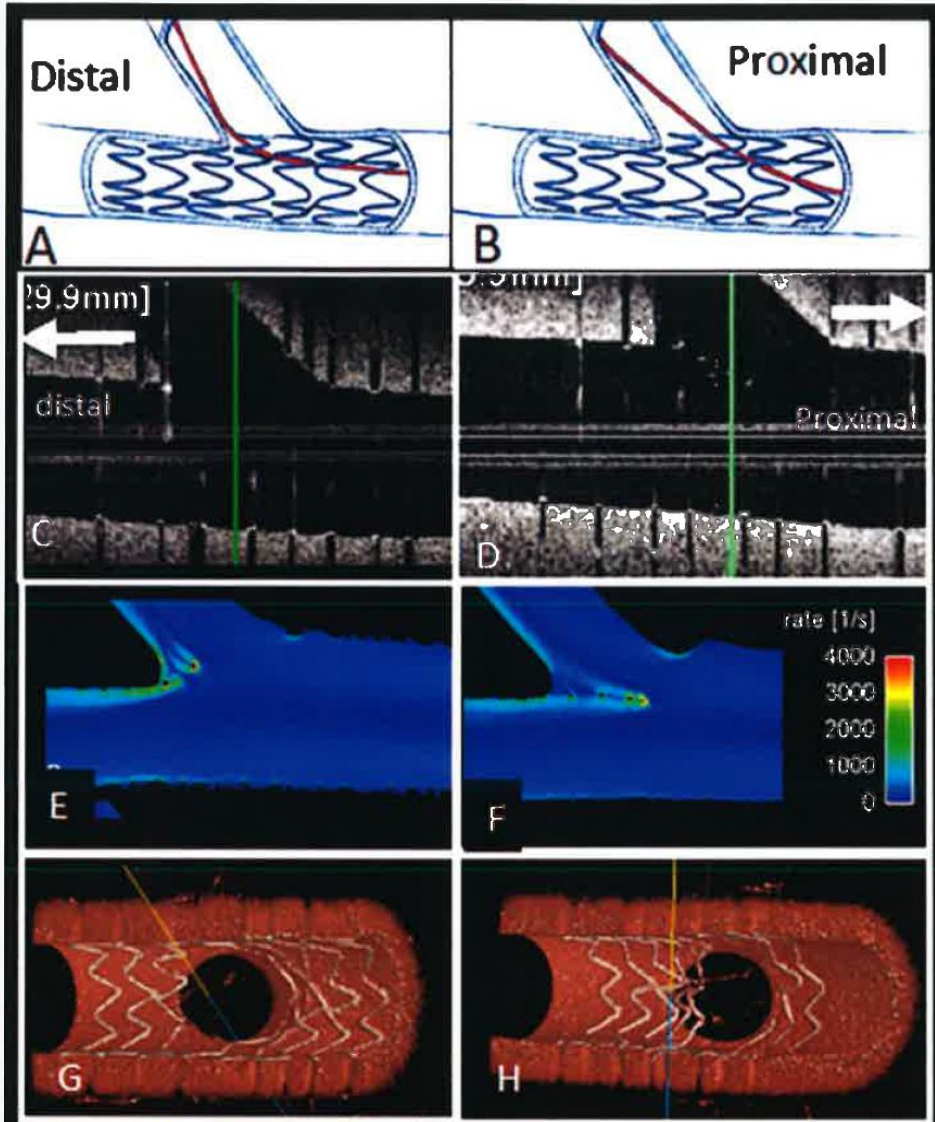 Distal
Proximal
A
B
29.9mm]
distal
C
Proximal
D
rate [1/s]
4000
3000
2000
1000
0
E
F
G
H